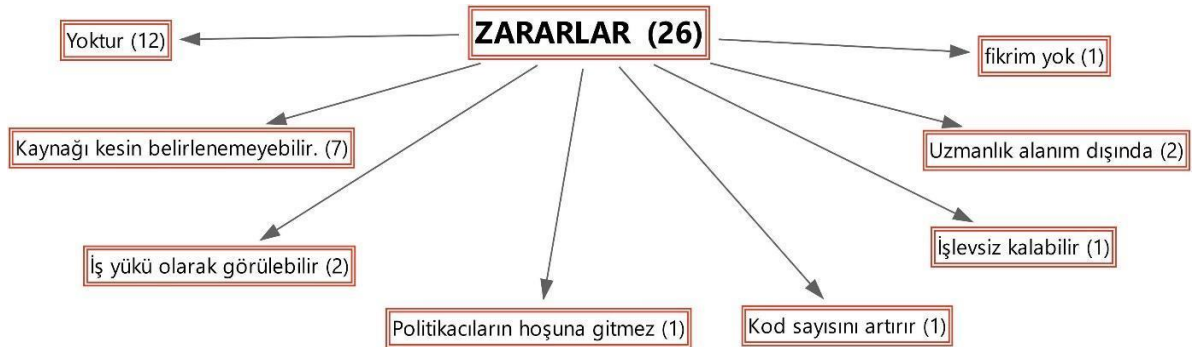 ZARARLAR (26)
Yoktur (12)
fikrim yok (1)
Kaynağı kesin belirlenemeyebilir. (7)
Uzmanlık alanım dışında (2)
İş yükü olarak görülebilir (2)
İşlevsiz kalabilir (1)
Politikacıların hoşuna gitmez (1)
Kod sayısını artırır (1)